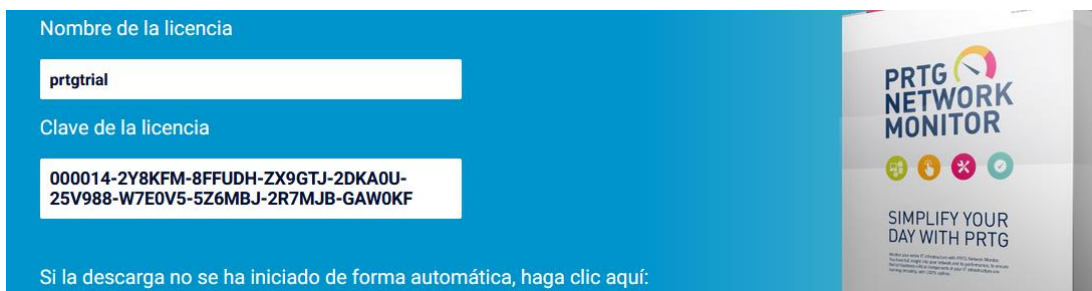 Nombre de la licencia
prtgtrial
Clave de la licencia
000014-2Y8KFM-8FFUDH-ZX9GTJ-2DKA0U-
25V988-W7E0V5-5Z6MBJ-2R7MJB-GAW0KF
Si la descarga no se ha iniciado de forma automática, haga clic aquí:
PRTG
NETWORK
MONITOR
SIMPLIFY YOUR
DAY WITH PRTG